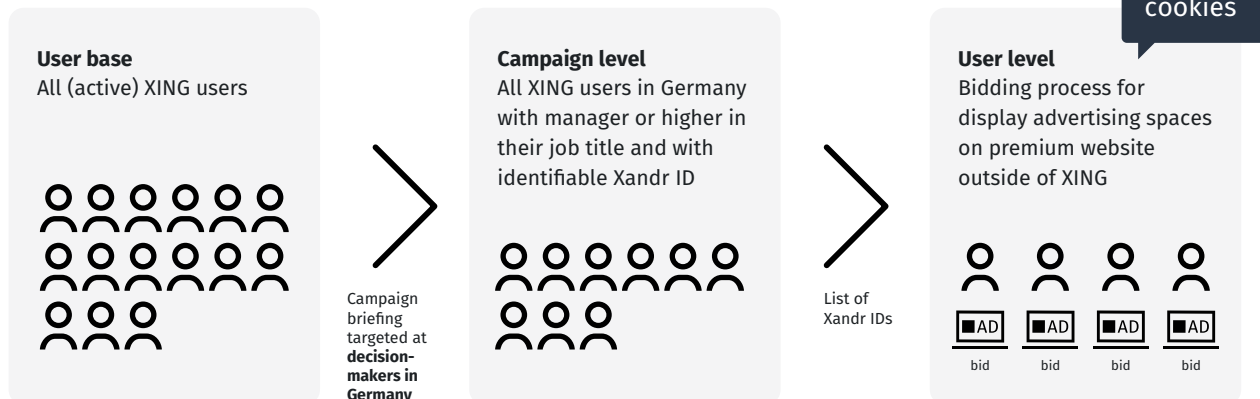 cookies
User base
All (active) XING users
Campaign
briefing
targeted at
decision-
makers in
Germany
Campaign level
All XING users in Germany
with manager or higher in
their job title and with
identifiable Xandr ID
List of
Xandr IDs
User level
Bidding process for
display advertising spaces
on premium website
outside of XING
AD AD AD AD
bid bid bid bid